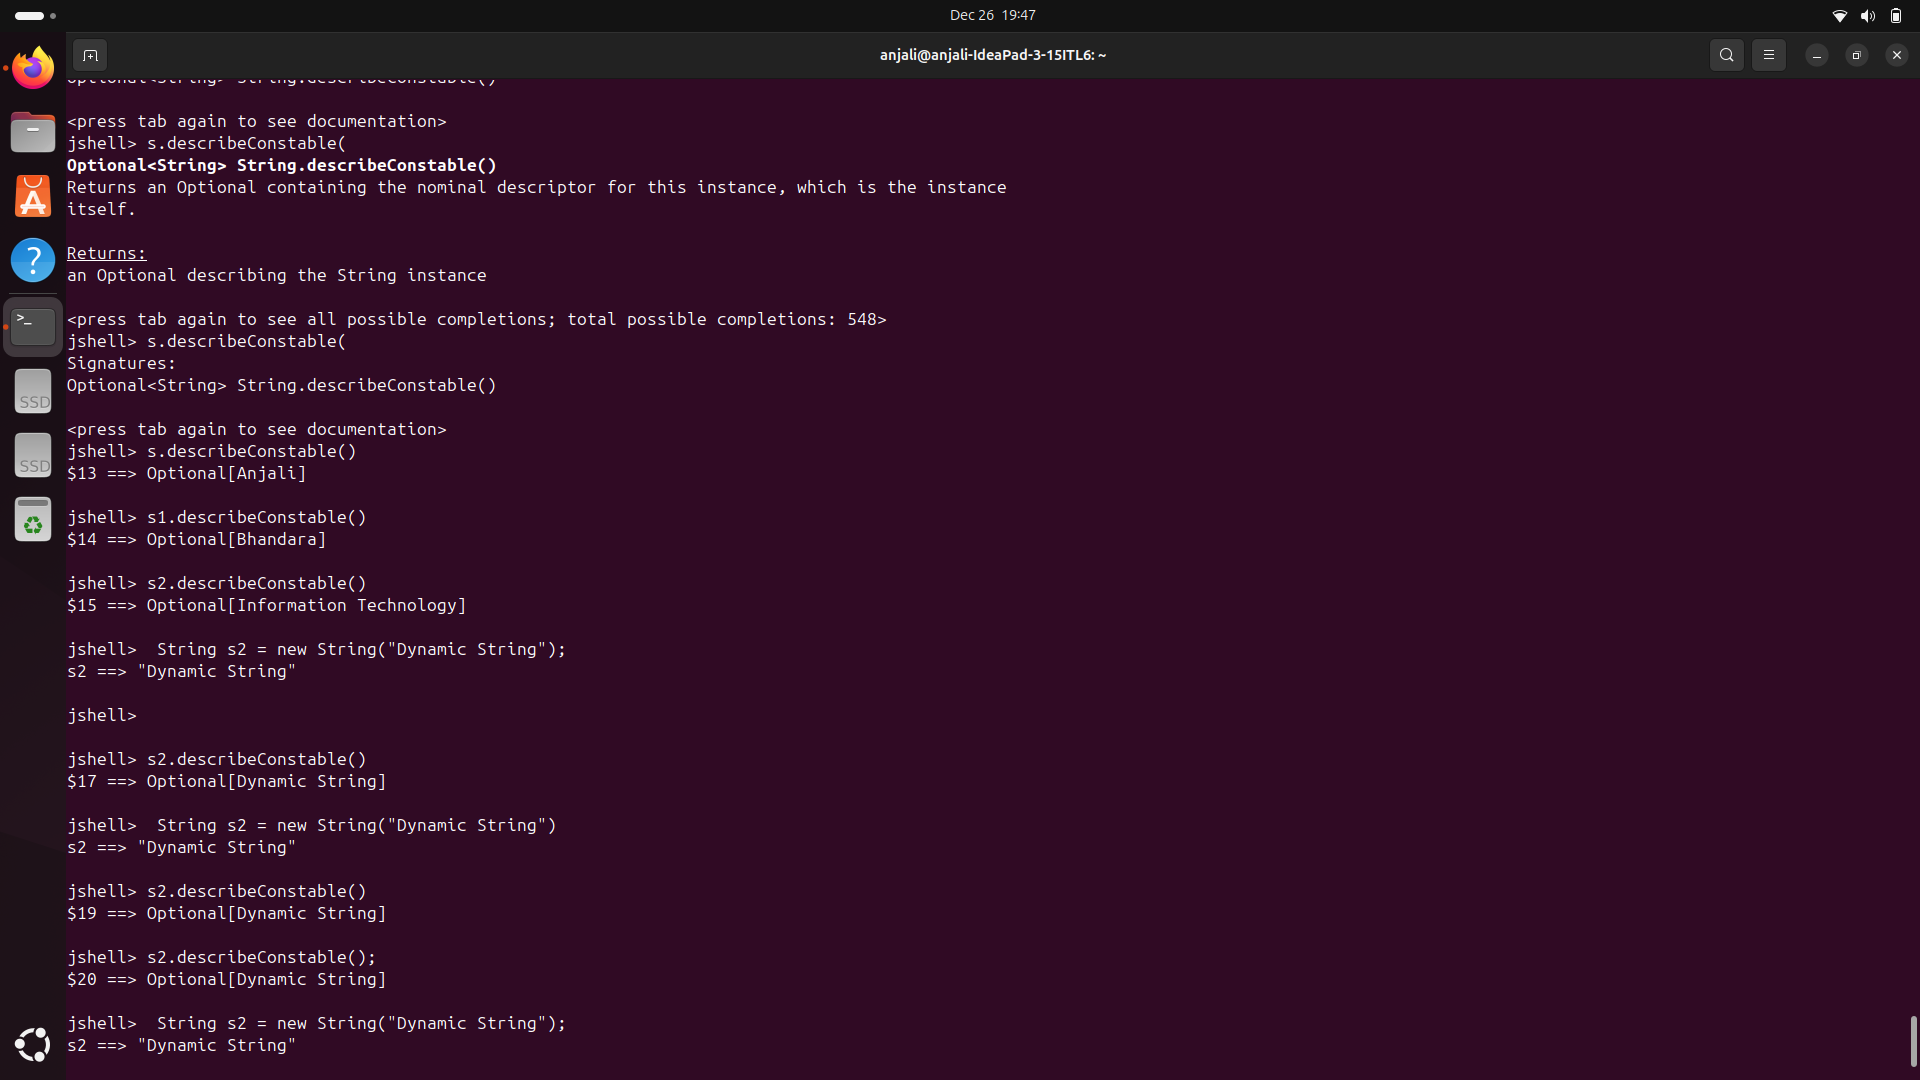 Dec 26 19:47
anjali@anjali-IdeaPad-3-15ITL6: ~
Optional<String> String.describeConstable()
<press tab again to see documentation>
jshell> s.describeConstable(
Optional<String> String.describeConstable()
Returns an Optional containing the nominal descriptor for this instance, which is the instance
itself.
Returns:
an Optional describing the String instance
<press tab again to see all possible completions; total possible completions: 548>
jshell> s.describeConstable(
Signatures:
Optional<String> String.describeConstable()
<press tab again to see documentation>
jshell> s.describeConstable()
$13 ==> Optional[Anjali]
jshell> s1.describeConstable()
$14 ==> Optional[Bhandara]
jshell> s2.describeConstable()
$15 ==> Optional[Information Technology]
jshell>  String s2 = new String("Dynamic String");
s2 ==> "Dynamic String"
jshell>
jshell> s2.describeConstable()
$17 ==> Optional[Dynamic String]
jshell>  String s2 = new String("Dynamic String")
s2 ==> "Dynamic String"
jshell> s2.describeConstable()
$19 ==> Optional[Dynamic String]
jshell> s2.describeConstable();
$20 ==> Optional[Dynamic String]
jshell>  String s2 = new String("Dynamic String");
s2 ==> "Dynamic String"
>_
SSD
SSD